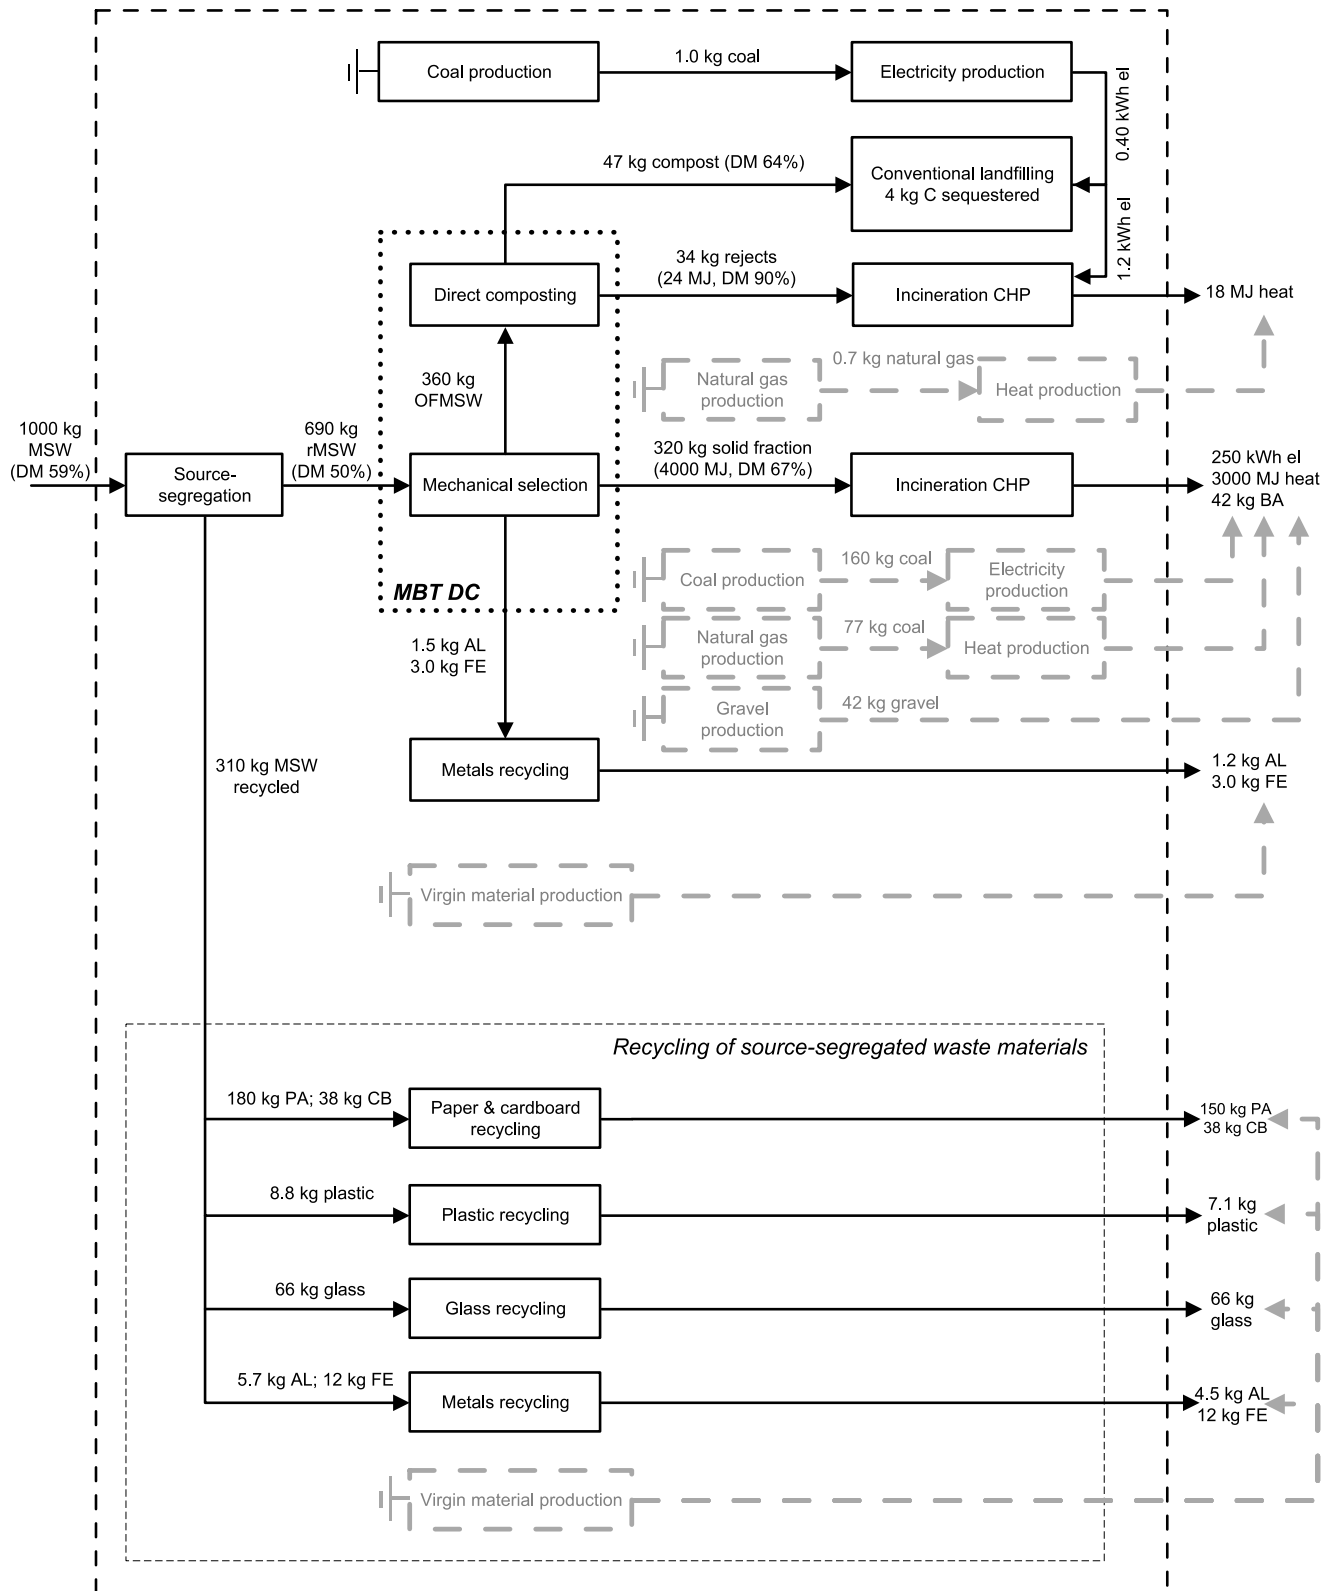 Coal production
1.0 kg coal
Electricity production
0.40 kWh el
47 kg compost (DM 64%)
Conventional landfilling
4 kg C sequestered
1.2 kWh el
Direct composting
34 kg rejects
(24 MJ, DM 90%)
Incineration CHP
18 MJ heat
360 kg
OFMSW
Natural gas
production
0.7 kg natural gas
Heat production
1000 kg
MSW
(DM 59%)
Source-
segregation
690 kg
rMSW
(DM 50%)
Mechanical selection
320 kg solid fraction
(4000 MJ, DM 67%)
Incineration CHP
250 kWh el
3000 MJ heat
42 kg BA
MBT DC
Coal production
160 kg coal
Electricity
production
1.5 kg AL
3.0 kg FE
Natural gas
production
77 kg coal
Heat production
Gravel
production
42 kg gravel
310 kg MSW
recycled
Metals recycling
1.2 kg AL
3.0 kg FE
Virgin material production
Recycling of source-segregated waste materials
180 kg PA; 38 kg CB
Paper & cardboard
recycling
150 kg PA
38 kg CB
8.8 kg plastic
Plastic recycling
7.1 kg
plastic
66 kg glass
Glass recycling
66 kg
glass
5.7 kg AL; 12 kg FE
Metals recycling
4.5 kg AL
12 kg FE
Virgin material production